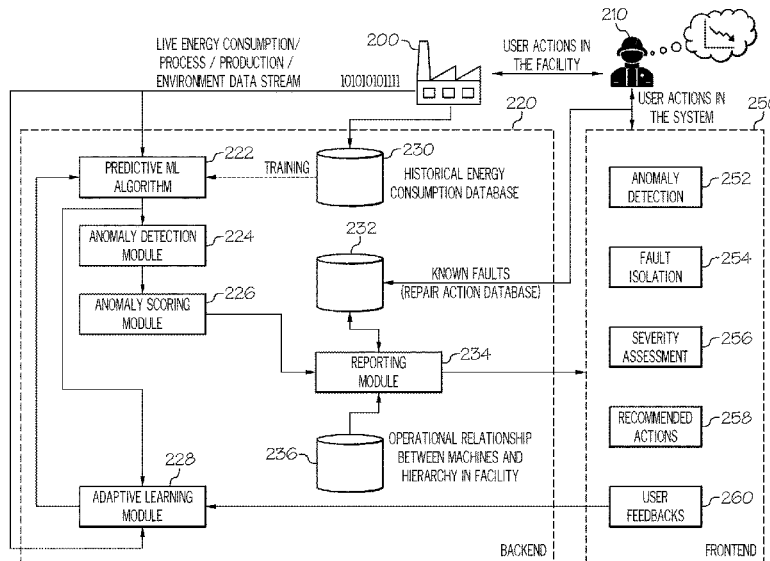 200
210
LIVE ENERGY CONSUMPTION/
PROCESS / PRODUCTION /
ENVIRONMENT DATA STREAM
101010101111
USER ACTIONS IN
THE FACILITY
USER ACTIONS IN
THE SYSTEM
220
250
PREDICTIVE ML
ALGORITHM
222
TRAINING
230
HISTORICAL ENERGY
CONSUMPTION DATABASE
ANOMALY
DETECTION
252
ANOMALY DETECTION
MODULE
224
232
KNOWN FAULTS
(REPAIR ACTION DATABASE)
FAULT
ISOLATION
254
ANOMALY SCORING
MODULE
226
REPORTING
MODULE
234
SEVERITY
ASSESSMENT
256
236
OPERATIONAL RELATIONSHIP
BETWEEN MACHINES AND
HIERARCHY IN FACILITY
RECOMMENDED
ACTIONS
258
228
ADAPTIVE LEARNING
MODULE
USER
FEEDBACKS
260
BACKEND
FRONTEND